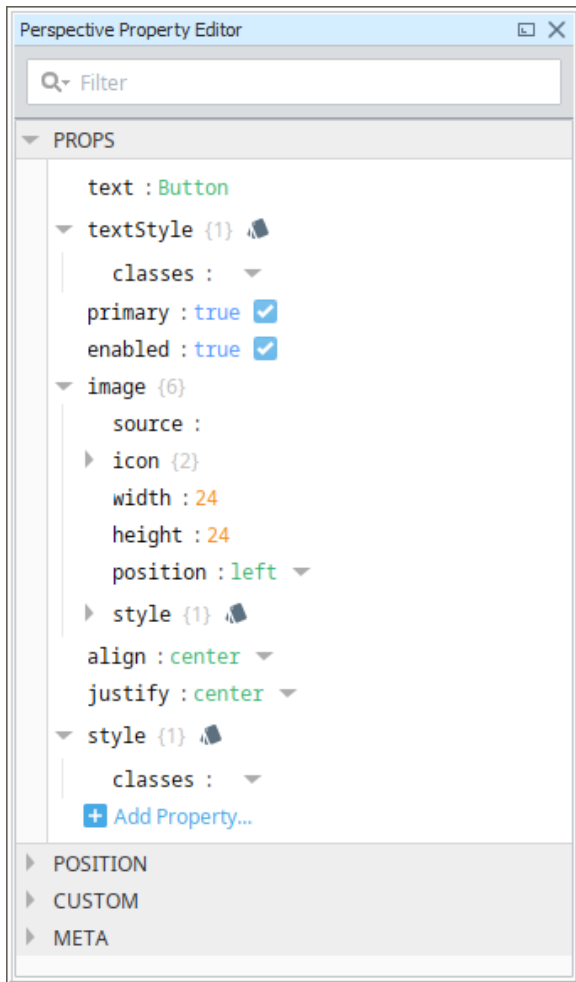 Perspective Property Editor
Filter
PROPS
text : Button
textStyle {1}
classes :
primary : true
enabled : true
image {6}
source :
icon {2}
width : 24
height : 24
position : left
style {1}
align : center
justify : center
style {1}
classes :
Add Property...
POSITION
CUSTOM
META